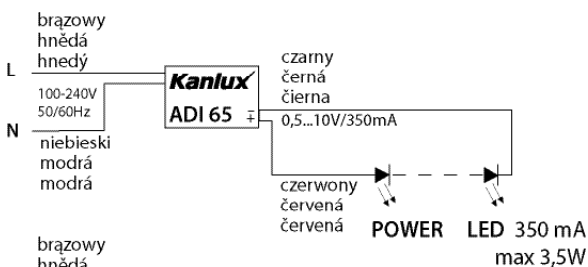 brązowy
hnědá
hnedý
L
100-240V
50/60Hz
N
niebieski
modrá
modrá
Kanlux
ADI 65
−
+
czarny
černá
čierna
0,5...10V/350mA
czerwony
červená
červená
POWER LED 350 mA
max 3,5W
brązowy
hnědá